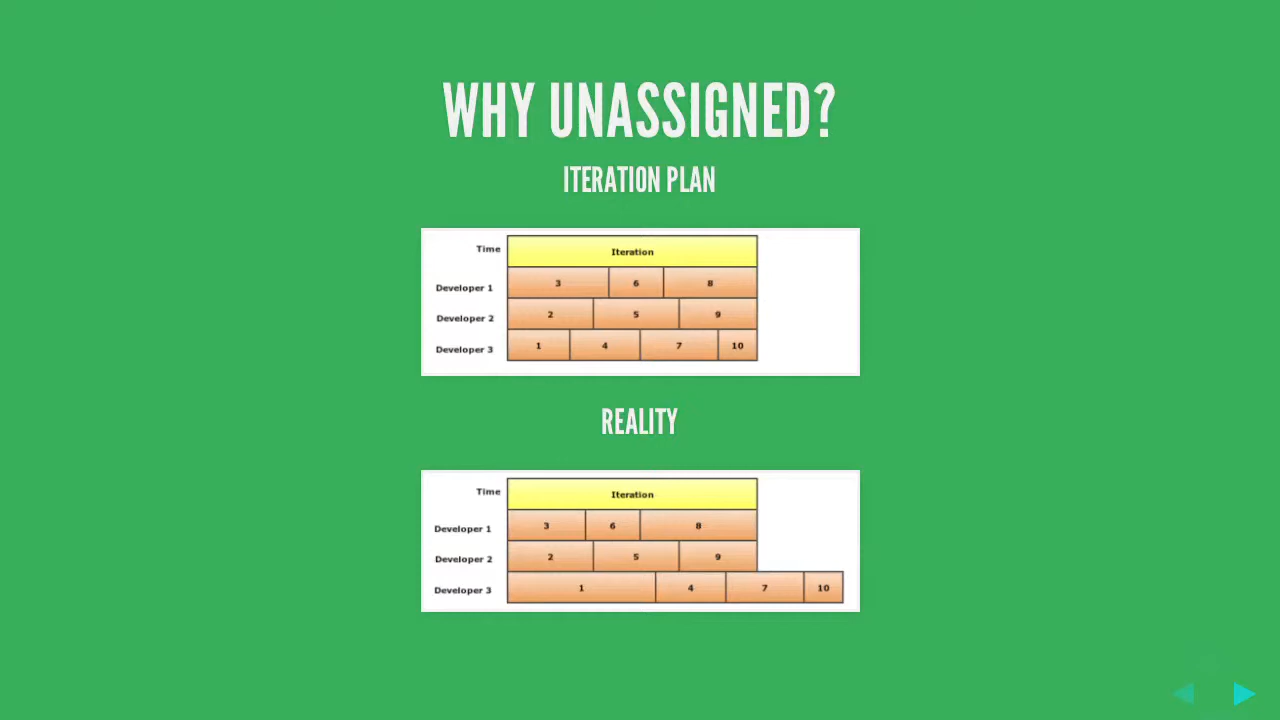 WHY UNASSIGNED?
ITERATION PLAN
Time Iteration
Developer 1 3 6 8
Developer 2 2 5 9
Developer 3 1 4 7 10
REALITY
Time Iteration
Developer 1 3 6 8
Developer 2 2 5 9
Developer 3 1 4 7 10